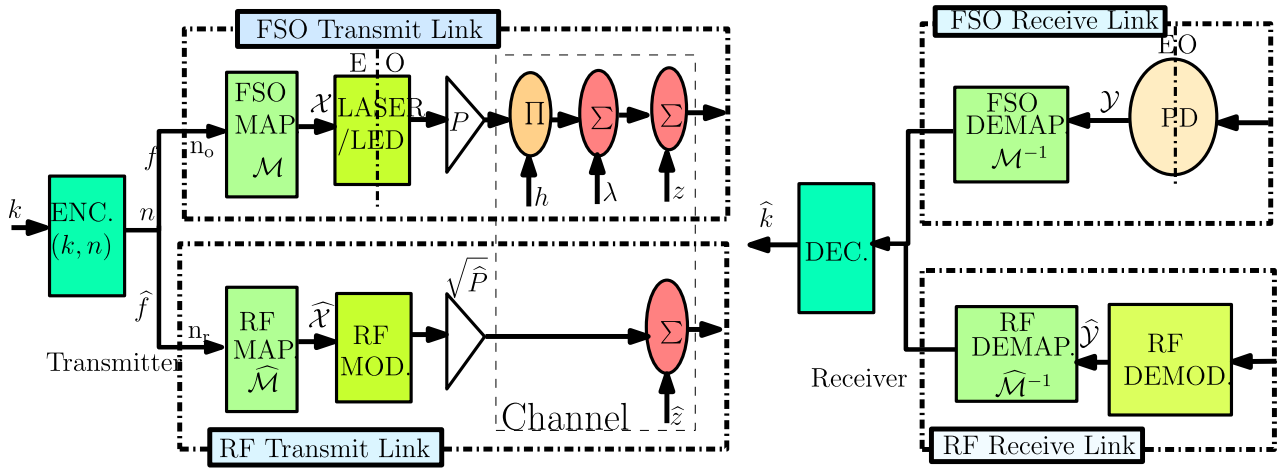 FSO Transmit Link
E O
FSO
MAP
ℳ
𝒳
LASER
/LED
P
Π
Σ
Σ
h
λ
z
f
n_o
k
ENC.
(k, n)
n
f̂
n_r
Transmitter
RF
MAP.
ℳ̂
𝒳̂
RF
MOD.
√P̂
Σ
ẑ
Channel
RF Transmit Link
FSO Receive Link
EO
FSO
DEMAP.
ℳ⁻¹
𝒴
PD
k̂
DEC.
Receiver
RF
DEMAP.
ℳ̂⁻¹
𝒴̂
RF
DEMOD.
RF Receive Link